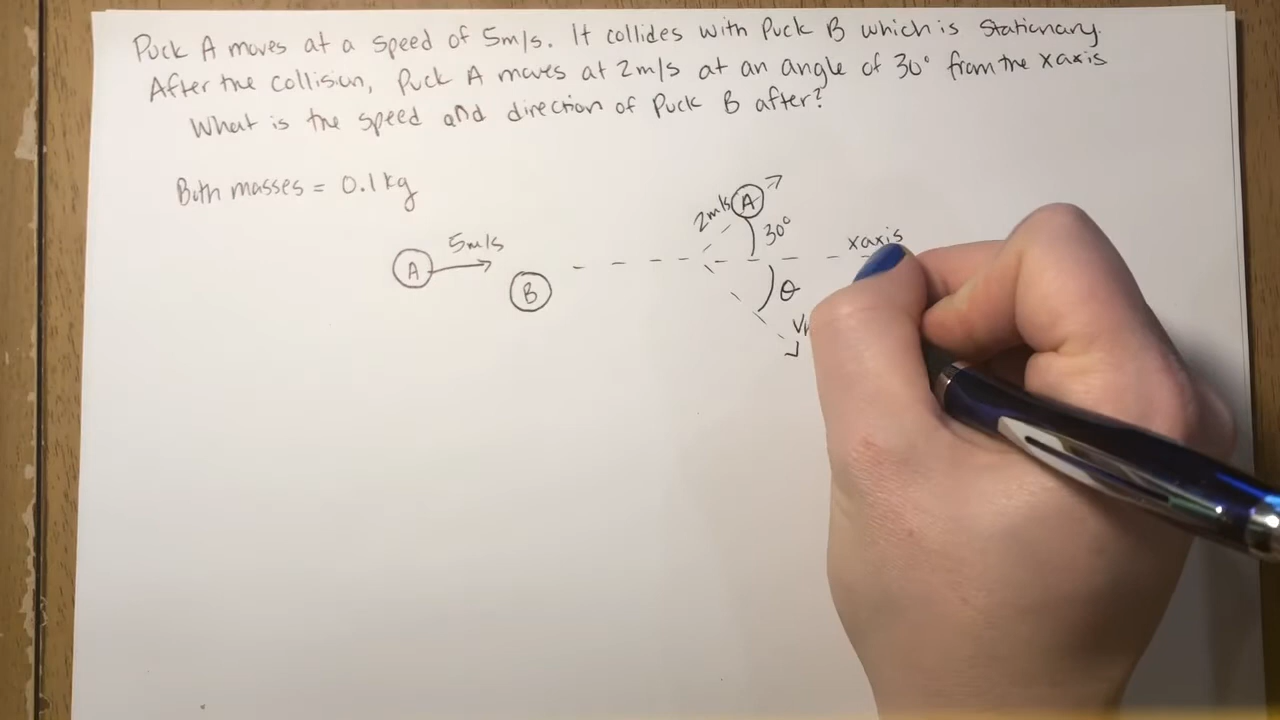 Puck A moves at a speed of 5m/s. It collides with Puck B which is stationary.
After the collision, Puck A moves at 2m/s at an angle of 30° from the x axis
What is the speed and direction of Puck B after?
Both masses = 0.1kg
2m/s A
30°
xaxis
5m/s
A
B
θ